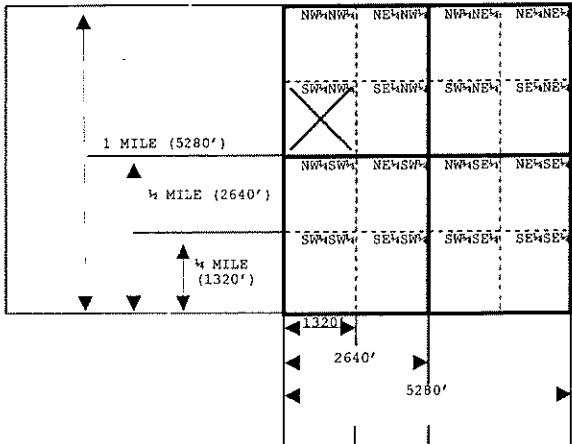 NW¼NW¼ NE¼NW¼ NW¼NE¼ NE¼NE¼
SW¼NW¼ SE¼NW¼ SW¼NE¼ SE¼NE¼
1 MILE (5280')
NW¼SW¼ NE¼SW¼ NW¼SE¼ NE¼SE¼
½ MILE (2640')
SW¼SW¼ SE¼SW¼ SW¼SE¼ SE¼SE¼
¼ MILE
(1320')
1320
2640'
5280'